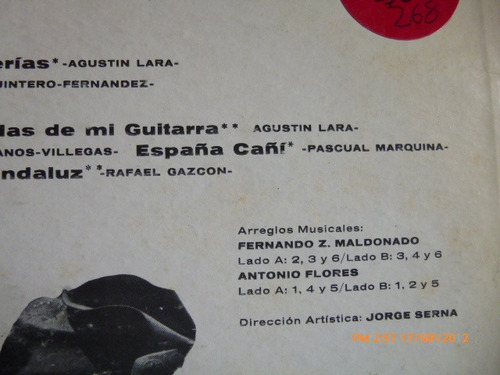 268
erías* -AGUSTIN LARA-
UINTERO-FERNANDEZ-
las de mi Guitarra** AGUSTIN LARA-
ANOS-VILLEGAS- España Cañí* -PASCUAL MARQUINA-
ndaluz** -RAFAEL GAZCON-
Arreglos Musicales:
FERNANDO Z. MALDONADO
Lado A: 2, 3 y 6/Lado B: 3, 4 y 6
ANTONIO FLORES
Lado A: 1, 4 y 5/Lado B: 1, 2 y 5
Dirección Artística: JORGE SERNA